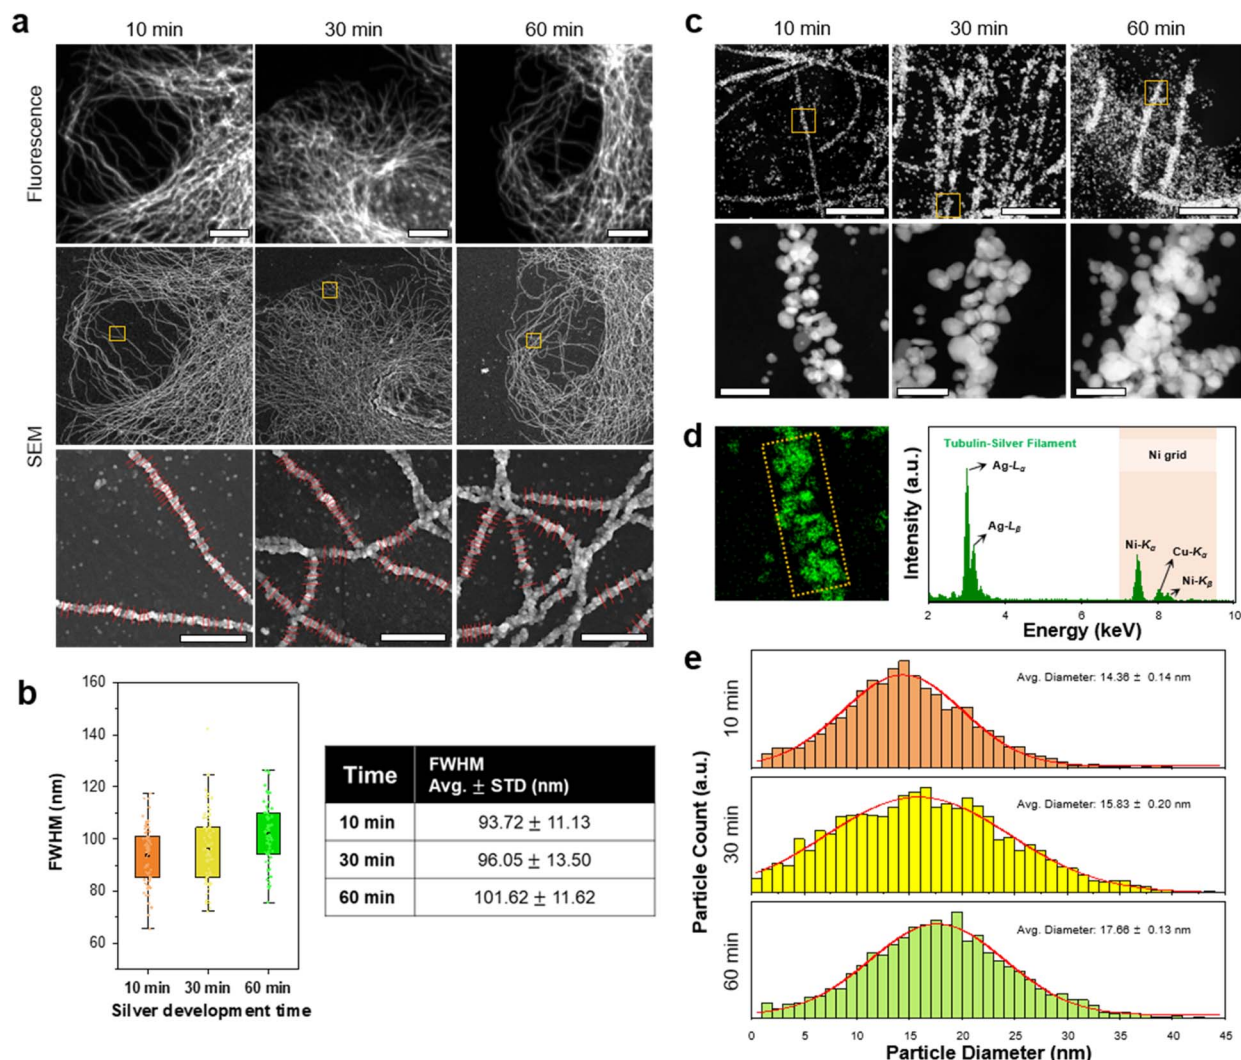 a
10 min
30 min
60 min
Fluorescence
SEM
b
FWHM (nm)
160
140
120
100
80
60
10 min
30 min
60 min
Silver development time
Time
FWHM
Avg. ± STD (nm)
10 min
93.72 ± 11.13
30 min
96.05 ± 13.50
60 min
101.62 ± 11.62
c
10 min
30 min
60 min
d
Tubulin-Silver Filament
Ni grid
Ag-Lα
Ag-Lβ
Ni-Kα
Cu-Kα
Ni-Kβ
Intensity (a.u.)
2
4
6
8
10
Energy (keV)
e
10 min
Avg. Diameter: 14.36 ± 0.14 nm
30 min
Avg. Diameter: 15.83 ± 0.20 nm
60 min
Avg. Diameter: 17.66 ± 0.13 nm
Particle Count (a.u.)
0
5
10
15
20
25
30
35
40
45
Particle Diameter (nm)